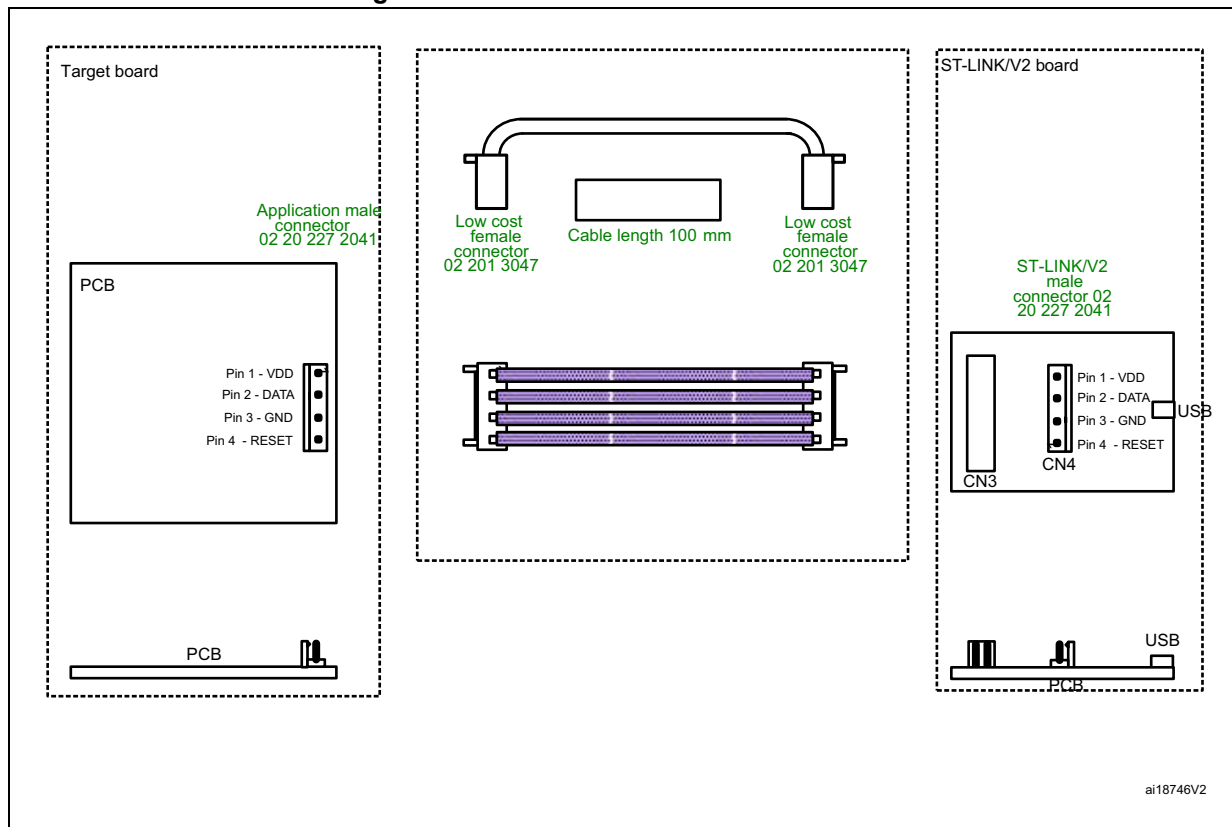 Target board
Application male
connector
02 20 227 2041
PCB
Pin 1 - VDD
Pin 2 - DATA
Pin 3 - GND
Pin 4 - RESET
PCB
Low cost
female
connector
02 201 3047
Cable length 100 mm
Low cost
female
connector
02 201 3047
ST-LINK/V2 board
ST-LINK/V2
male
connector 02
20 227 2041
Pin 1 - VDD
Pin 2 - DATA
Pin 3 - GND
Pin 4 - RESET
USB
CN3
CN4
USB
PCB
ai18746V2